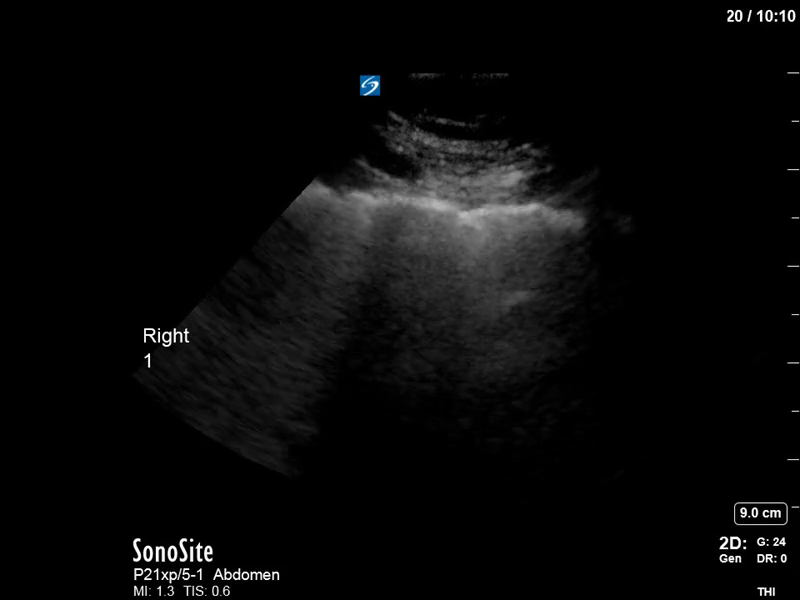 20 / 10:10
Right
1
9.0 cm
2D: G: 24
Gen DR: 0
SonoSite
P21xp/5-1 Abdomen
MI: 1.3 TIS: 0.6
THI